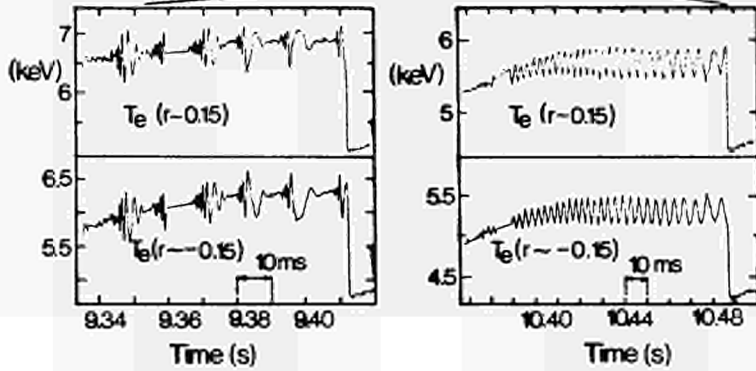 7
(keV)
6
Te (r~0.15)
6.5
5.5
Te (r~-0.15)
10ms
9.34 9.36 9.38 9.40
Time (s)
6
(keV)
5
Te (r~0.15)
5.5
4.5
Te (r~-0.15)
10 ms
10.40 10.44 10.48
Time (s)